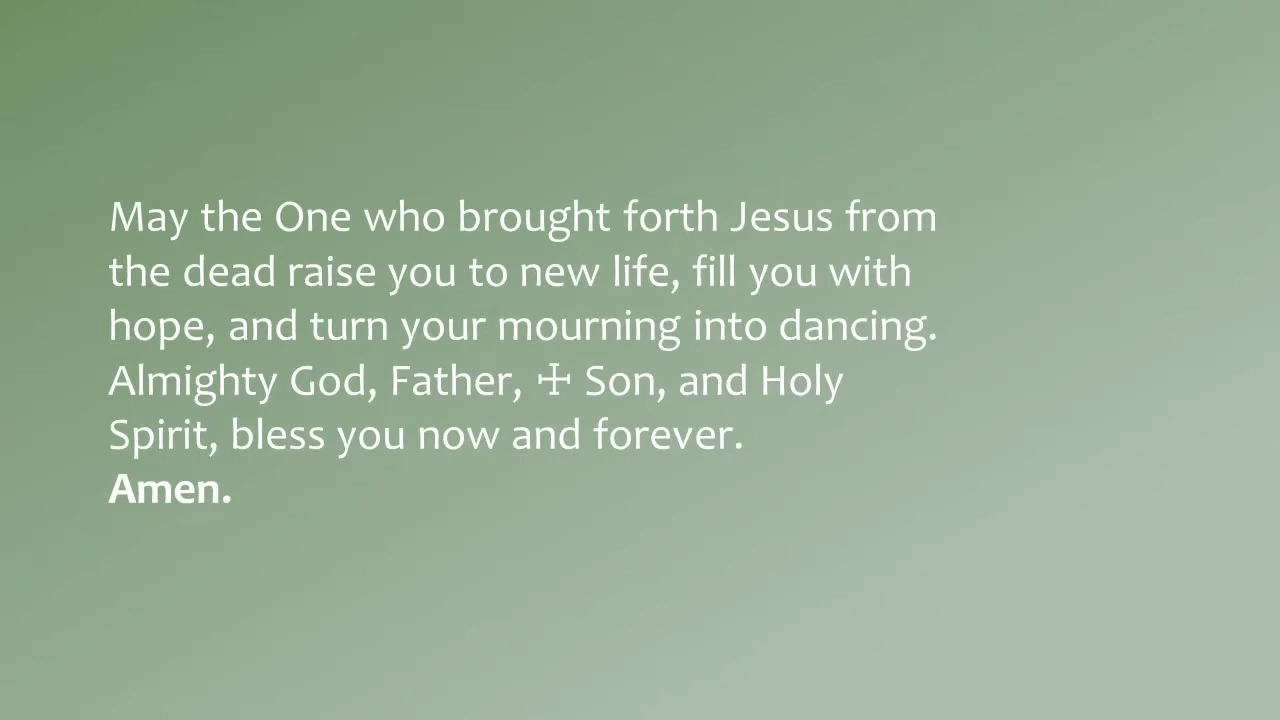 May the One who brought forth Jesus from
the dead raise you to new life, fill you with
hope, and turn your mourning into dancing.
Almighty God, Father, ☩ Son, and Holy
Spirit, bless you now and forever.
Amen.